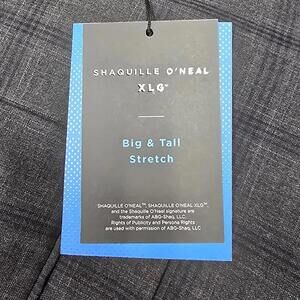 SHAQUILLE O'NEAL
XLG™
Big & Tall
Stretch
SHAQUILLE O'NEAL™, SHAQUILLE O'NEAL XLG™,
and the Shaquille O'neal signature are
trademarks of ABG-Shaq, LLC.
Rights of Publicity and Persona Rights
are used with permission of ABG-Shaq, LLC